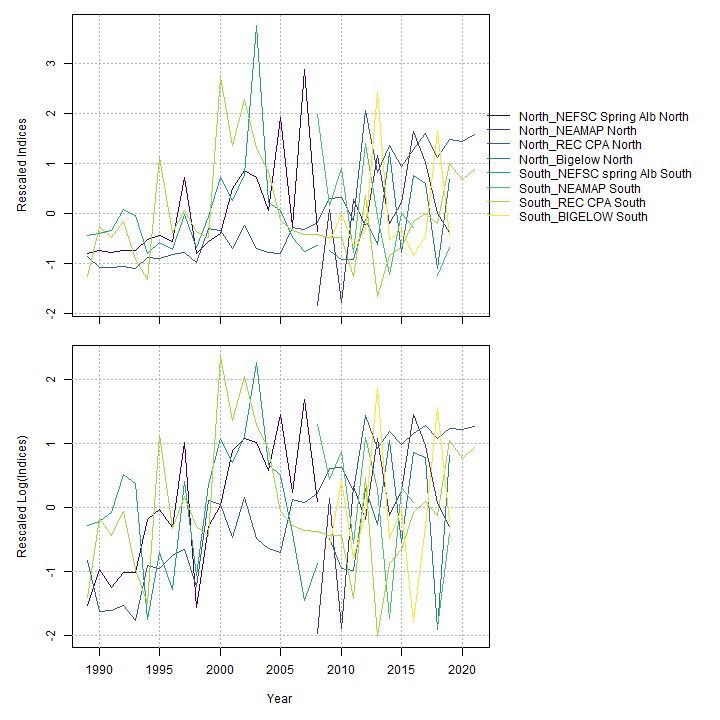 3
2
1
0
-1
-2
Rescaled Indices
North_NEFSC Spring Alb North
North_NEAMAP North
North_REC CPA North
North_Bigelow North
South_NEFSC spring Alb South
South_NEAMAP South
South_REC CPA South
South_BIGELOW South
2
1
0
-1
-2
Rescaled Log(Indices)
1990 1995 2000 2005 2010 2015 2020
Year